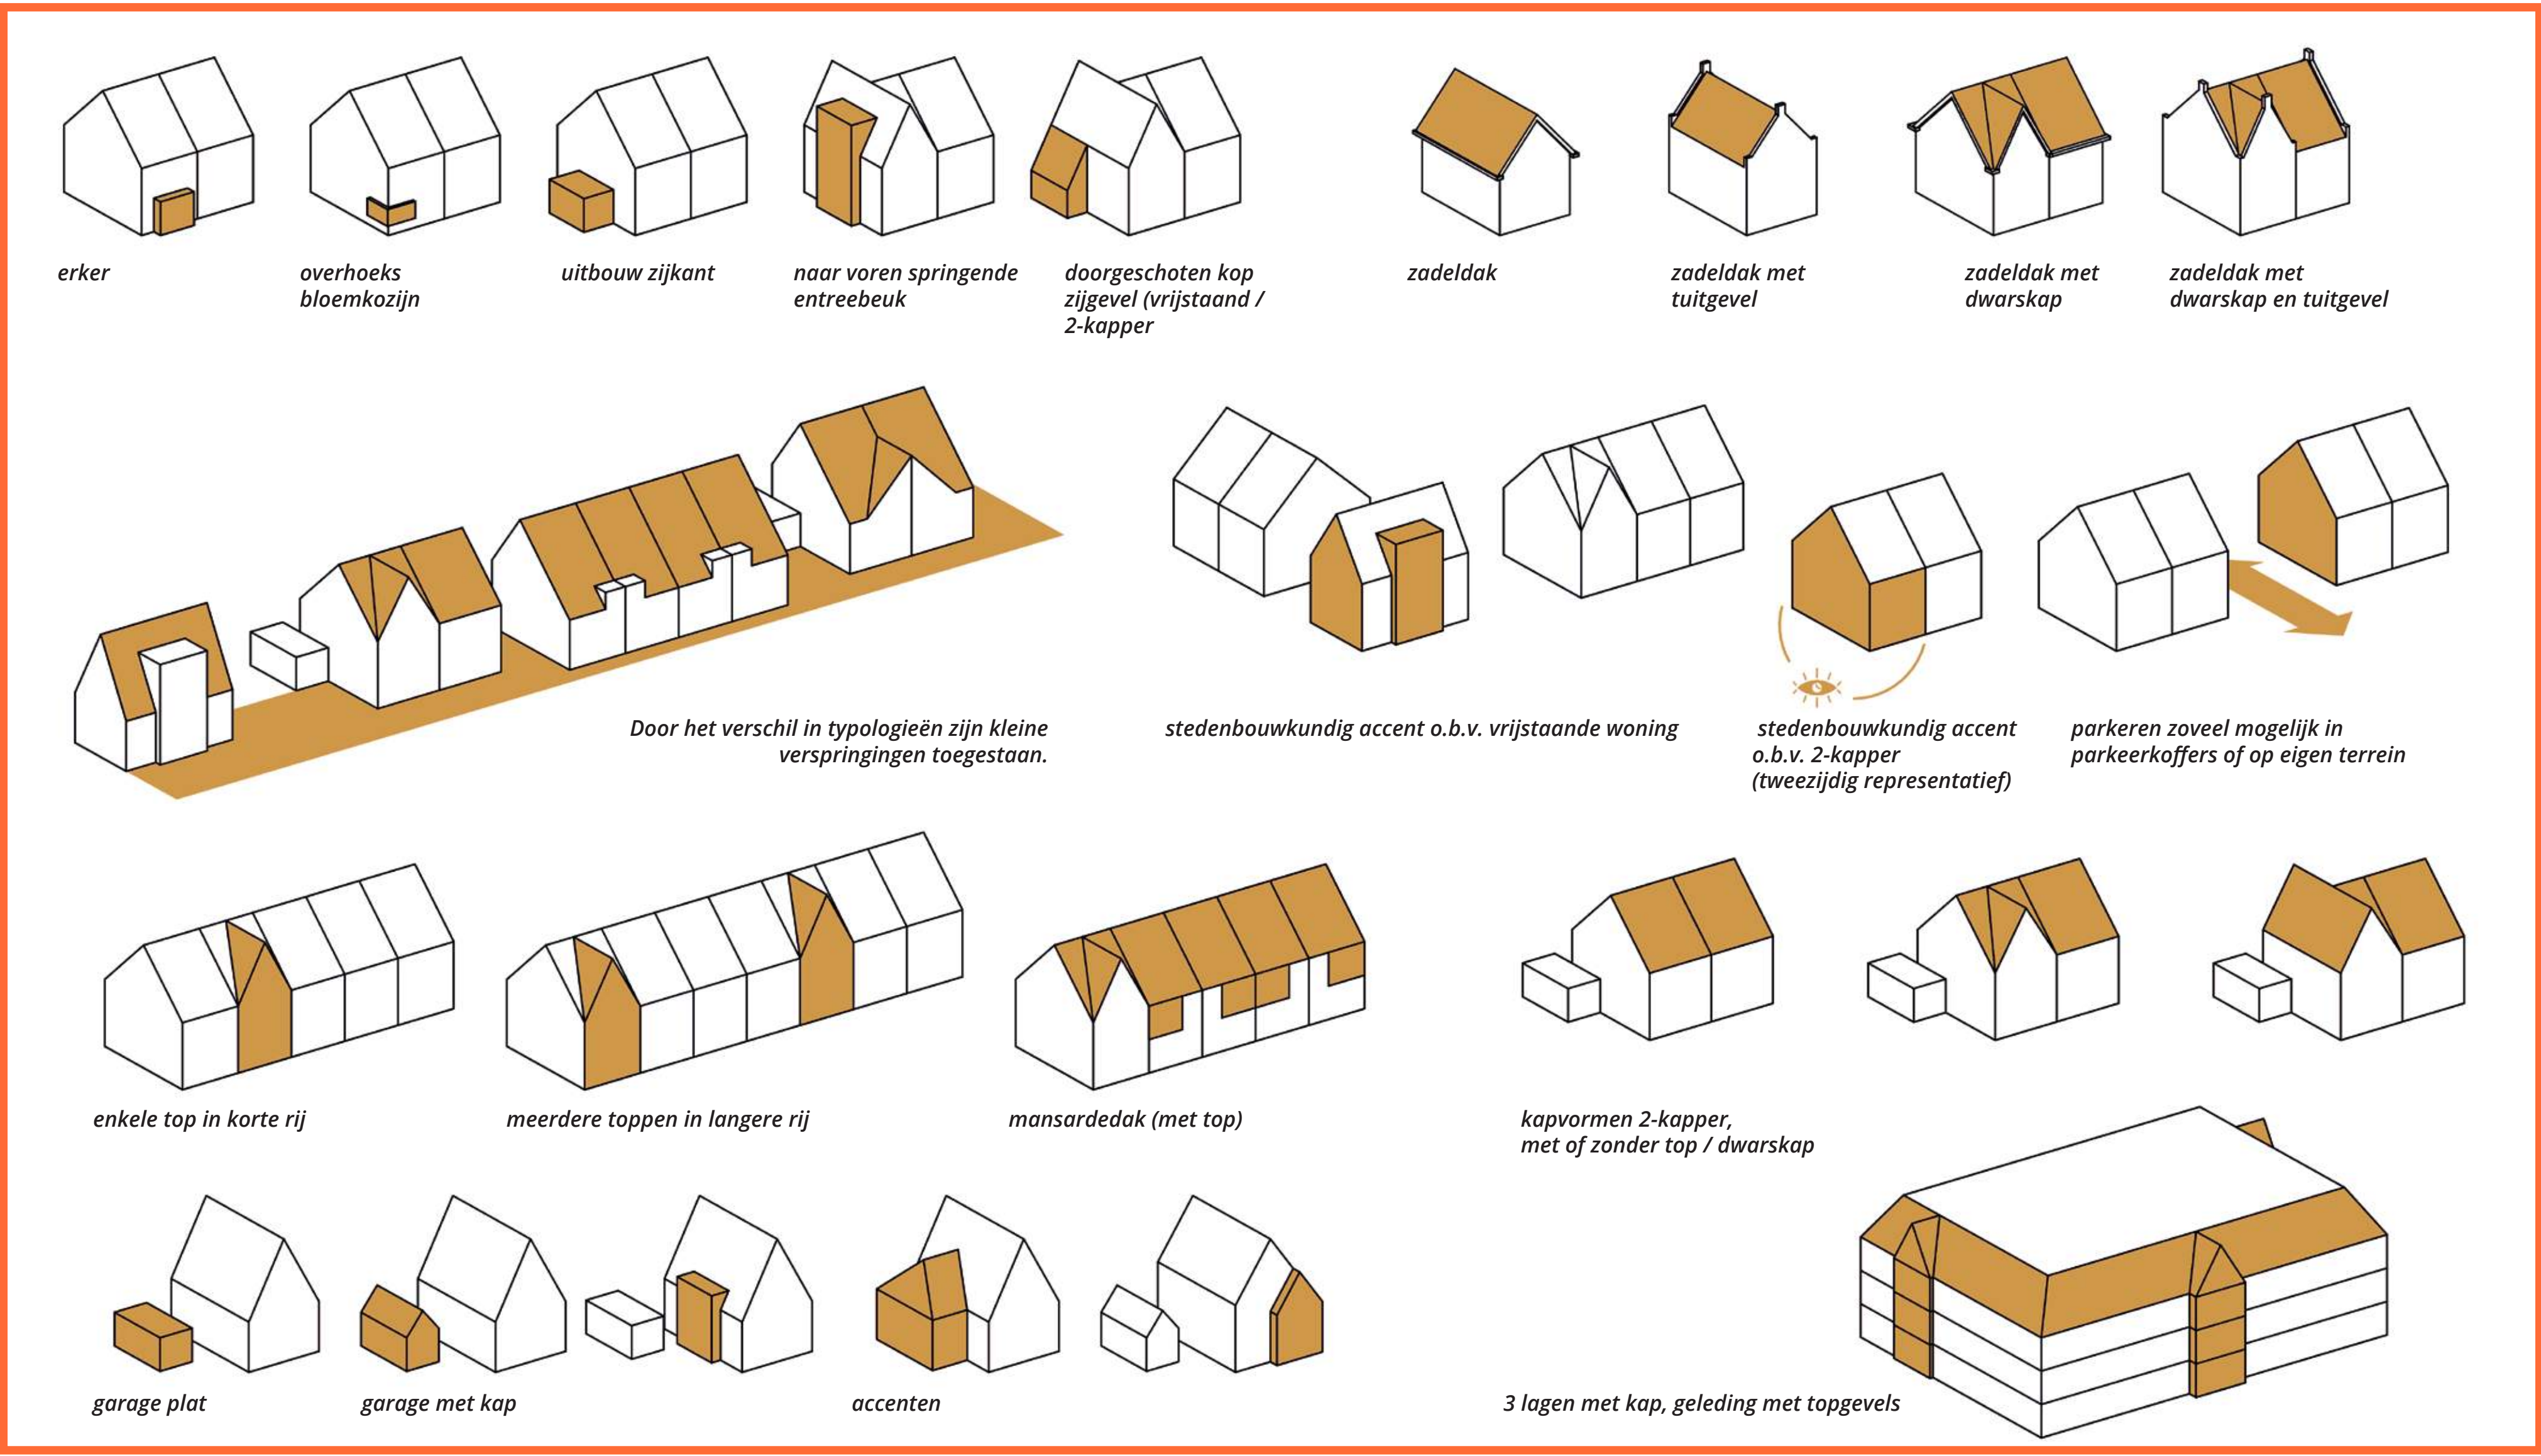 erker
overhoeks
bloemkozijn
uitbouw zijkant
naar voren springende
entreebeuk
doorgeschoten kop
zijgevel (vrijstaand /
2-kapper
zadeldak
zadeldak met
tuitgevel
zadeldak met
dwarskap
zadeldak met
dwarskap en tuitgevel
Door het verschil in typologieën zijn kleine
verspringingen toegestaan.
stedenbouwkundig accent o.b.v. vrijstaande woning
stedenbouwkundig accent
o.b.v. 2-kapper
(tweezijdig representatief)
parkeren zoveel mogelijk in
parkeerkoffers of op eigen terrein
enkele top in korte rij
meerdere toppen in langere rij
mansardedak (met top)
kapvormen 2-kapper,
met of zonder top / dwarskap
garage plat
garage met kap
accenten
3 lagen met kap, geleding met topgevels